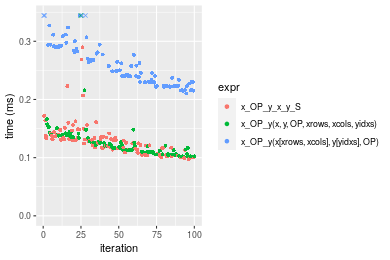 0.3
0.2
0.1
0.0
time (ms)
0
25
50
75
100
iteration
expr
x_OP_y_x_y_S
x_OP_y(x, y, OP, xrows, xcols, yidxs)
x_OP_y(x[xrows, xcols], y[yidxs], OP)